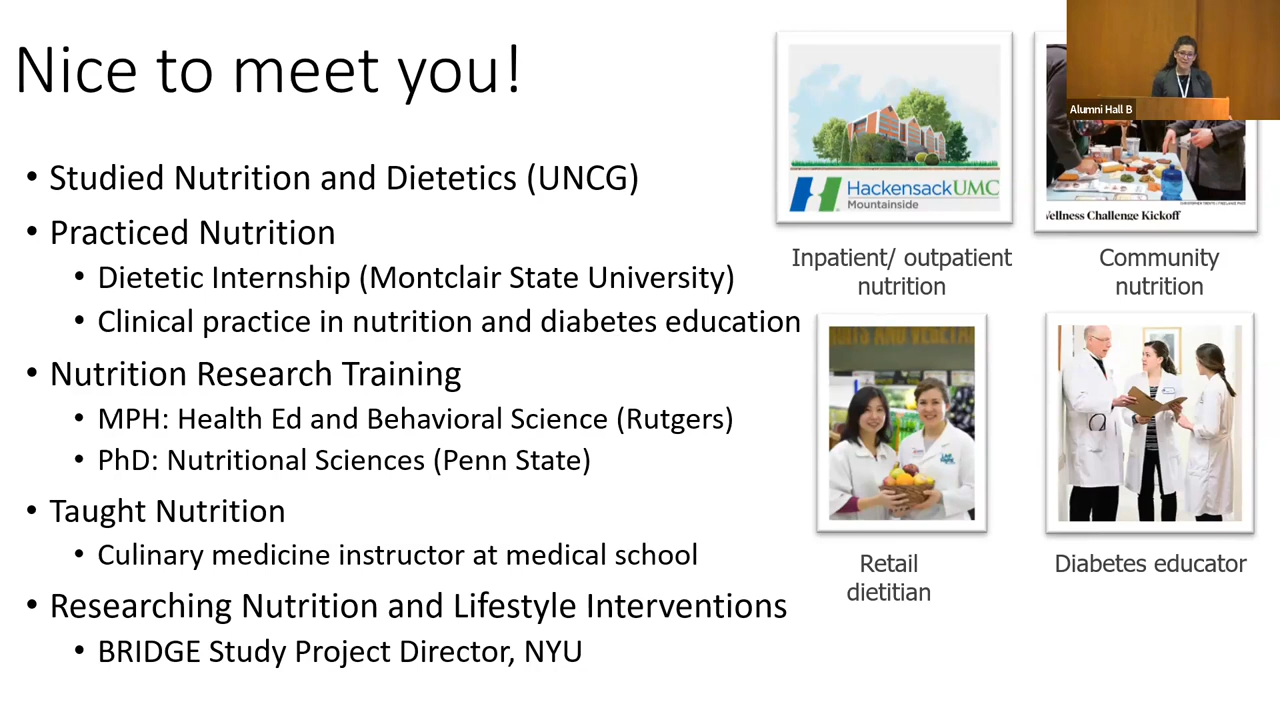 Nice to meet you!
• Studied Nutrition and Dietetics (UNCG)
• Practiced Nutrition
• Dietetic Internship (Montclair State University)
• Clinical practice in nutrition and diabetes education
• Nutrition Research Training
• MPH: Health Ed and Behavioral Science (Rutgers)
• PhD: Nutritional Sciences (Penn State)
• Taught Nutrition
• Culinary medicine instructor at medical school
• Researching Nutrition and Lifestyle Interventions
• BRIDGE Study Project Director, NYU
HackensackUMC
Mountainside
Inpatient/ outpatient
nutrition
Alumni Hall B
Challenge Kickoff
Community
nutrition
Retail
dietitian
Diabetes educator